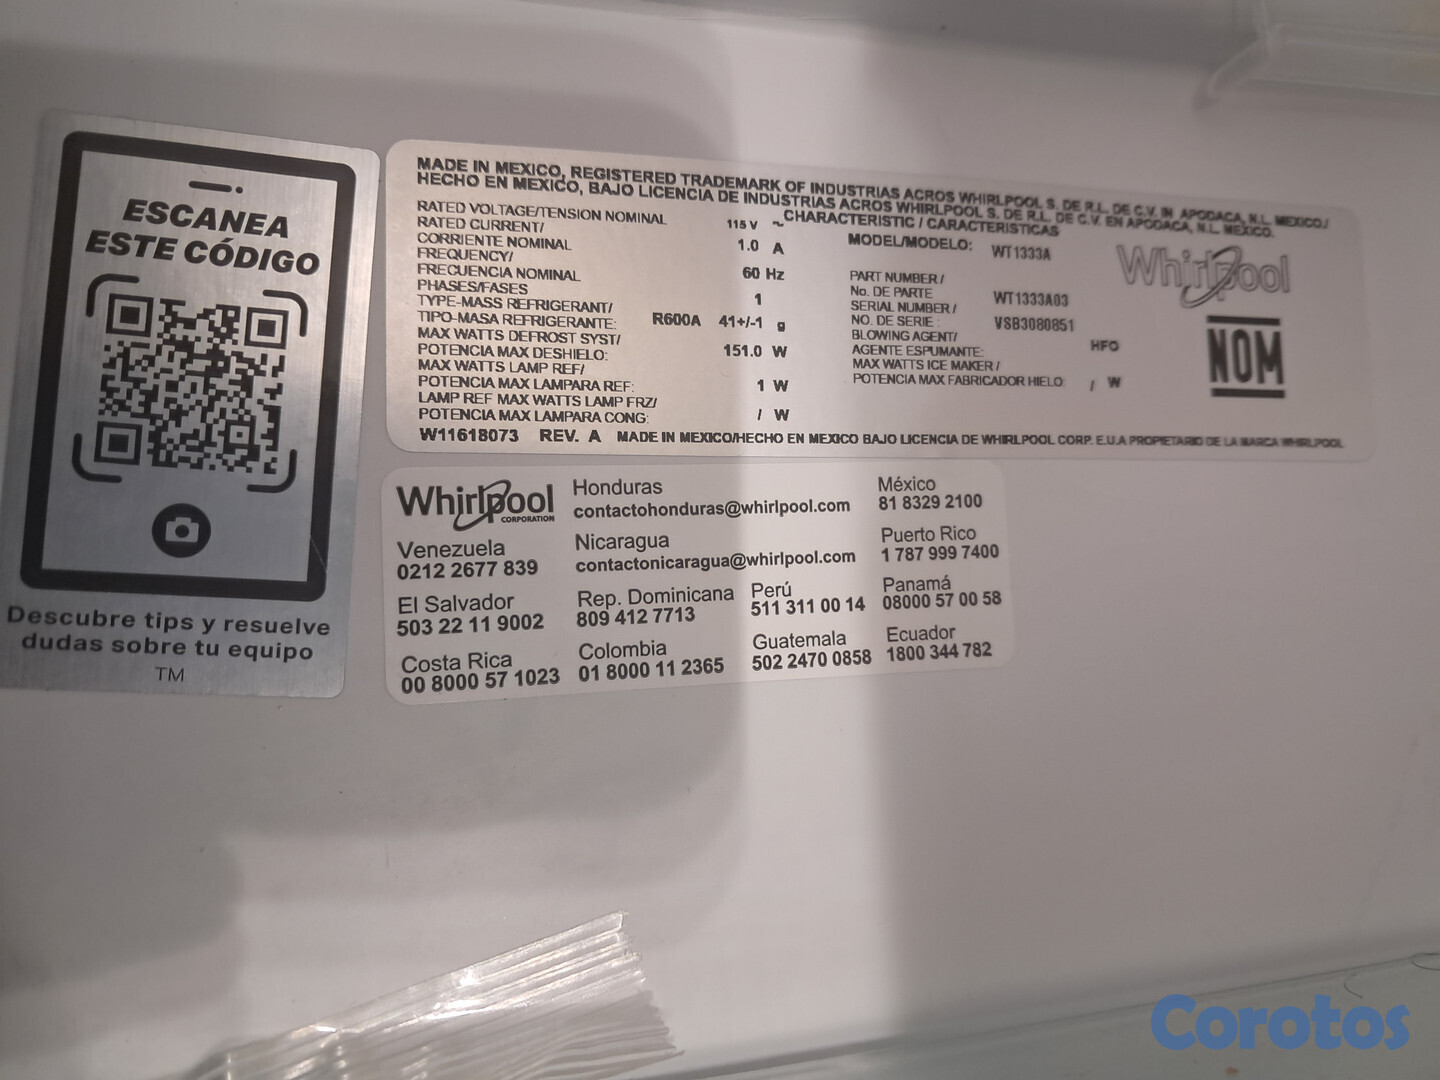 ESCANEA
ESTE CÓDIGO
Descubre tips y resuelve
dudas sobre tu equipo
TM
MADE IN MEXICO, REGISTERED TRADEMARK OF INDUSTRIAS ACROS WHIRLPOOL S. DE R.L. DE C.V. IN APODACA, N.L. MEXICO./
HECHO EN MEXICO, BAJO LICENCIA DE INDUSTRIAS ACROS WHIRLPOOL S. DE R.L. DE C.V. EN APODACA, N.L. MEXICO.
CHARACTERISTIC / CARACTERISTICAS
RATED VOLTAGE/TENSION NOMINAL 115 V ~
RATED CURRENT/
CORRIENTE NOMINAL 1.0 A
FREQUENCY/
FRECUENCIA NOMINAL 60 Hz
PHASES/FASES 1
TYPE-MASS REFRIGERANT/
TIPO-MASA REFRIGERANTE: R600A 41+/-1 g
MAX WATTS DEFROST SYST/
POTENCIA MAX DESHIELO: 151.0 W
MAX WATTS LAMP REF/
POTENCIA MAX LAMPARA REF: 1 W
LAMP REF MAX WATTS LAMP FRZ/
POTENCIA MAX LAMPARA CONG: / W
MODEL/MODELO: WT1333A
PART NUMBER /
No. DE PARTE WT1333A03
SERIAL NUMBER /
NO. DE SERIE : VSB3080851
BLOWING AGENT/
AGENTE ESPUMANTE: HFO
MAX WATTS ICE MAKER /
POTENCIA MAX FABRICADOR HIELO: / W
Whirlpool
NOM
W11618073 REV. A MADE IN MEXICO/HECHO EN MEXICO BAJO LICENCIA DE WHIRLPOOL CORP. E.U.A PROPIETARIO DE LA MARCA WHIRLPOOL
Whirlpool
CORPORATION
Venezuela
0212 2677 839
El Salvador
503 22 11 9002
Costa Rica
00 8000 57 1023
Honduras
contactohonduras@whirlpool.com
Nicaragua
contactonicaragua@whirlpool.com
Rep. Dominicana
809 412 7713
Colombia
01 8000 11 2365
Perú
511 311 00 14
Guatemala
502 2470 0858
México
81 8329 2100
Puerto Rico
1 787 999 7400
Panamá
08000 57 00 58
Ecuador
1800 344 782
Corotos